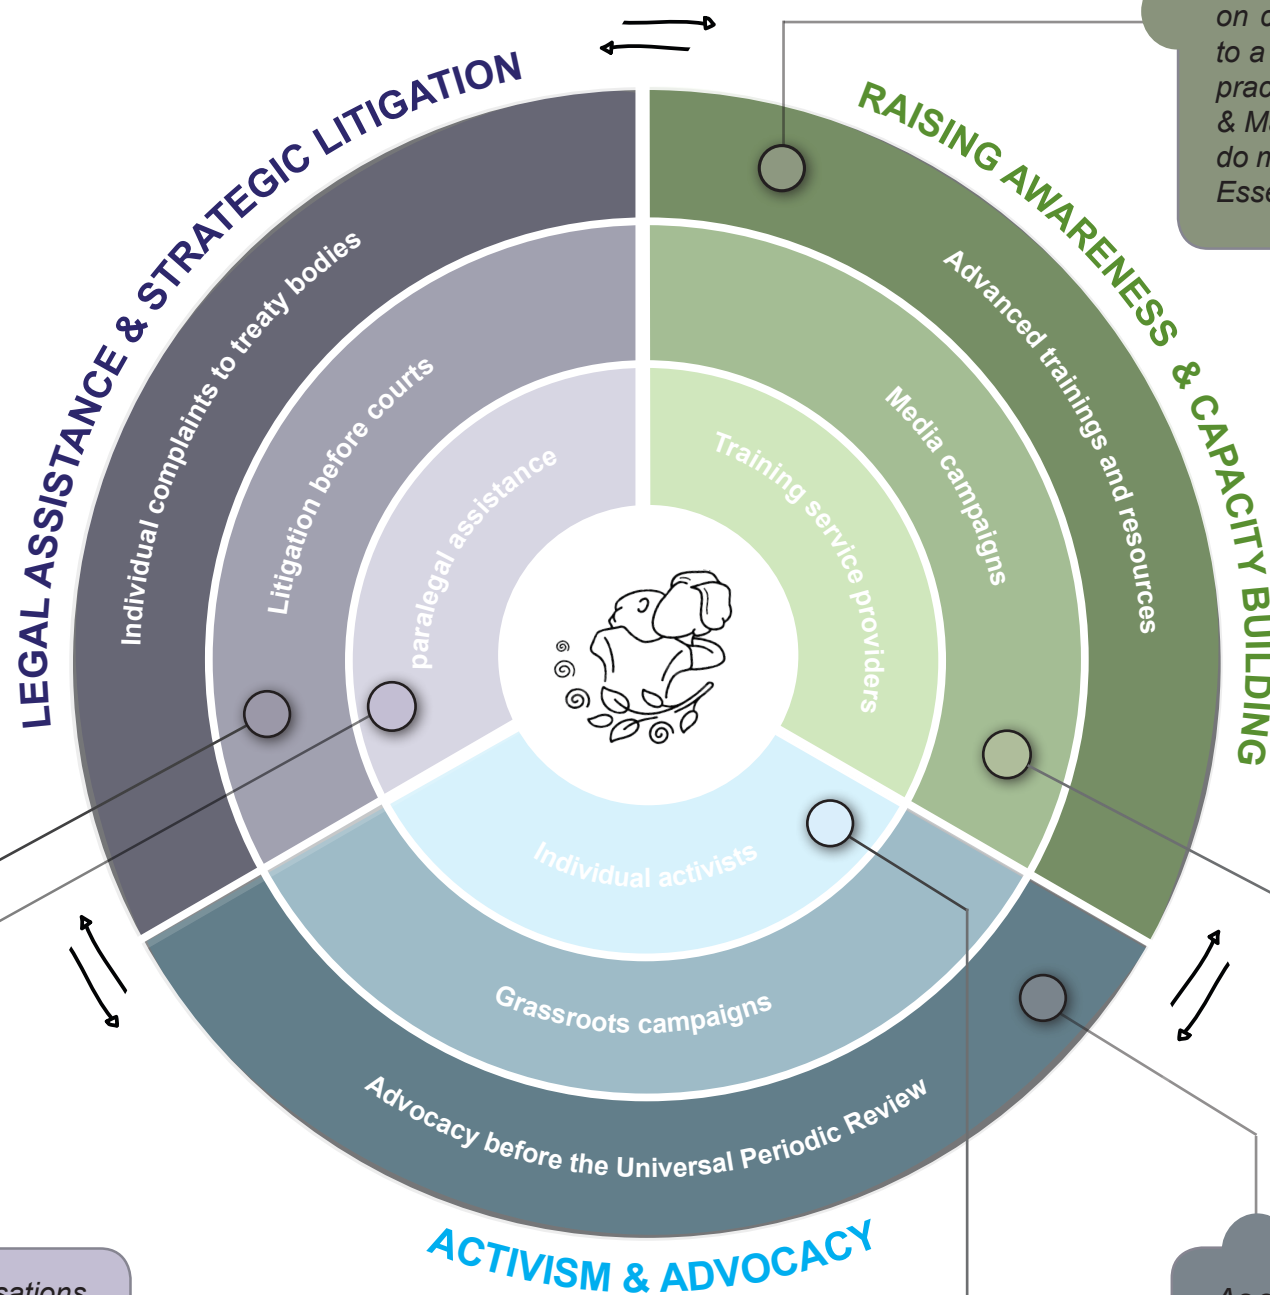 on
to a
&
do
LEGAL ASSISTANCE & STRATEGIC LITIGATION
Individual complaints to treaty bodies
Litigation before courts
paralegal assistance
RAISING AWARENESS & CAPACITY BUILDING
Advanced trainings and resources
Media campaigns
Training service providers
Individual activists
Grassroots campaigns
Advocacy before the Universal Periodic Review
ACTIVISM & ADVOCACY